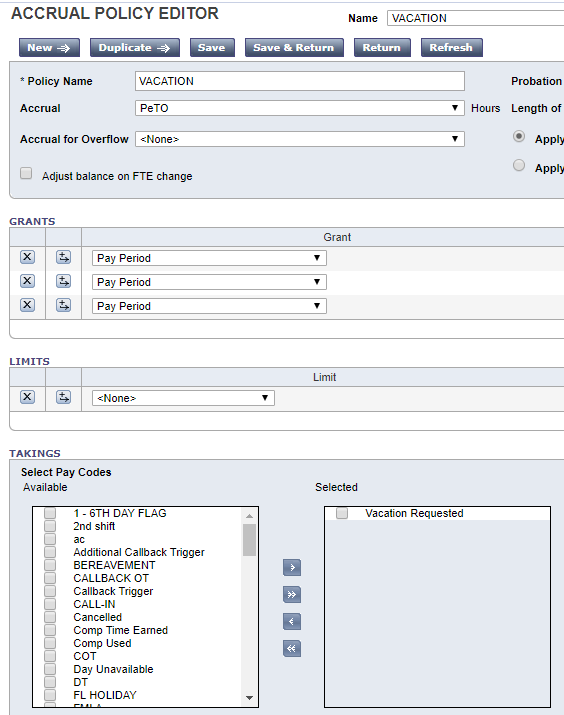 ACCRUAL POLICY EDITOR
Name VACATION
New Duplicate Save Save & Return Return Refresh
* Policy Name VACATION Probation
Accrual PeTO Hours Length of
Accrual for Overflow <None> Apply
Adjust balance on FTE change Apply
GRANTS
Grant
Pay Period
Pay Period
Pay Period
LIMITS
Limit
<None>
TAKINGS
Select Pay Codes
Available Selected
1 - 6TH DAY FLAG Vacation Requested
2nd shift
ac
Additional Callback Trigger
BEREAVEMENT
CALLBACK OT
Callback Trigger
CALL-IN
Cancelled
Comp Time Earned
Comp Used
COT
Day Unavailable
DT
FL HOLIDAY